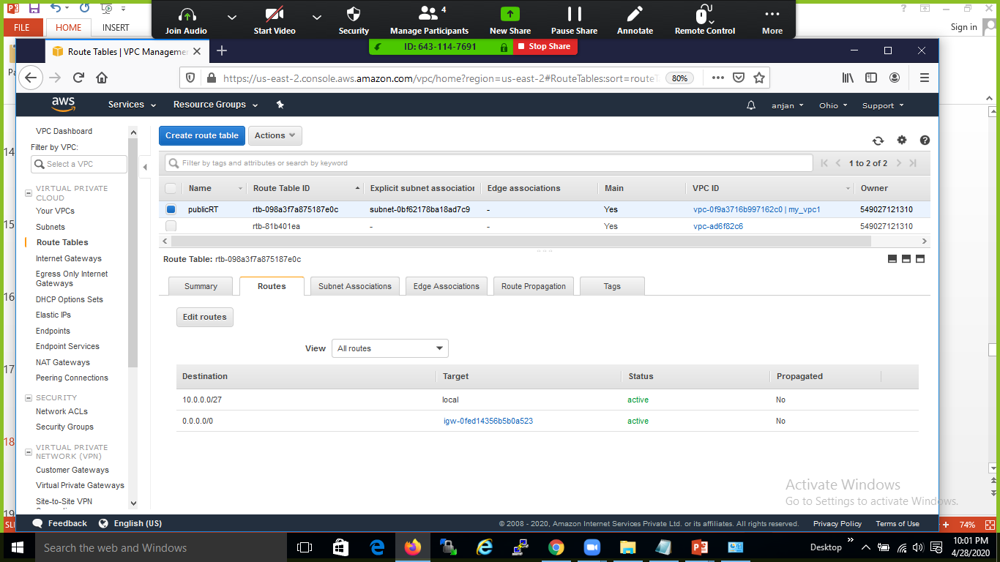 FILE
HOME
INSERT
Sign in
Join Audio
Start Video
Security
4
Manage Participants
New Share
Pause Share
Annotate
Remote Control
More
ID: 643-114-7691
Stop Share
Route Tables | VPC Manageme
https://us-east-2.console.aws.amazon.com/vpc/home?region=us-east-2#RouteTables:sort=route
80%
aws
Services
Resource Groups
anjan
Ohio
Support
VPC Dashboard
Filter by VPC:
Select a VPC
VIRTUAL PRIVATE
CLOUD
Your VPCs
Subnets
Route Tables
Internet Gateways
Egress Only Internet
Gateways
DHCP Options Sets
Elastic IPs
Endpoints
Endpoint Services
NAT Gateways
Peering Connections
SECURITY
Network ACLs
Security Groups
VIRTUAL PRIVATE
NETWORK (VPN)
Customer Gateways
Virtual Private Gateways
Site-to-Site VPN
Create route table
Actions
Filter by tags and attributes or search by keyword
1 to 2 of 2
Name Route Table ID Explicit subnet association Edge associations Main VPC ID Owner
publicRT rtb-098a3f7a875187e0c subnet-0bf62178ba18ad7c9 - Yes vpc-0f9a3716b997162c0 | my_vpc1 549027121310
rtb-81b401ea - - Yes vpc-ad6f82c6 549027121310
Route Table: rtb-098a3f7a875187e0c
Summary
Routes
Subnet Associations
Edge Associations
Route Propagation
Tags
Edit routes
View All routes
Destination Target Status Propagated
10.0.0.0/27 local active No
0.0.0.0/0 igw-0fed14356b5b0a523 active No
Activate Windows
Go to Settings to activate Windows.
14
15
16
17
18
19
Feedback
English (US)
© 2008 - 2020, Amazon Internet Services Private Ltd. or its affiliates. All rights reserved.
Privacy Policy
Terms of Use
74%
Search the web and Windows
Desktop
10:01 PM
4/28/2020